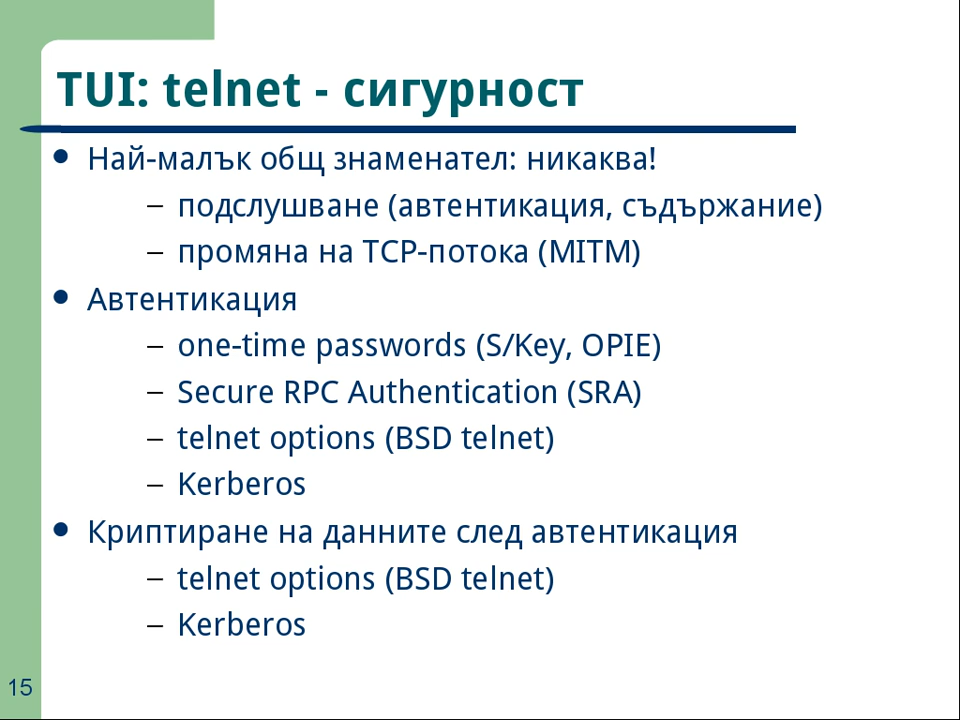 TUI: telnet - сигурност
● Най-малък общ знаменател: никаква!
– подслушване (автентикация, съдържание)
– промяна на TCP-потока (MITM)
● Автентикация
– one-time passwords (S/Key, OPIE)
– Secure RPC Authentication (SRA)
– telnet options (BSD telnet)
– Kerberos
● Криптиране на данните след автентикация
– telnet options (BSD telnet)
– Kerberos
15